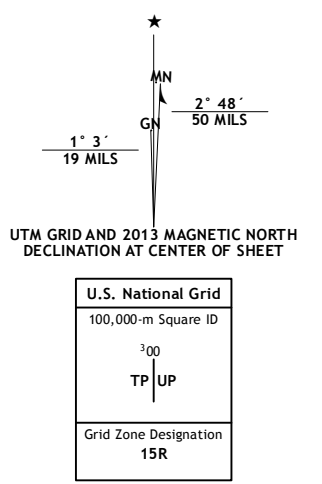 ★
MN
GN
2° 48´
50 MILS
1° 3´
19 MILS
UTM GRID AND 2013 MAGNETIC NORTH
DECLINATION AT CENTER OF SHEET
U.S. National Grid
100,000-m Square ID
³00
TP UP
Grid Zone Designation
15R